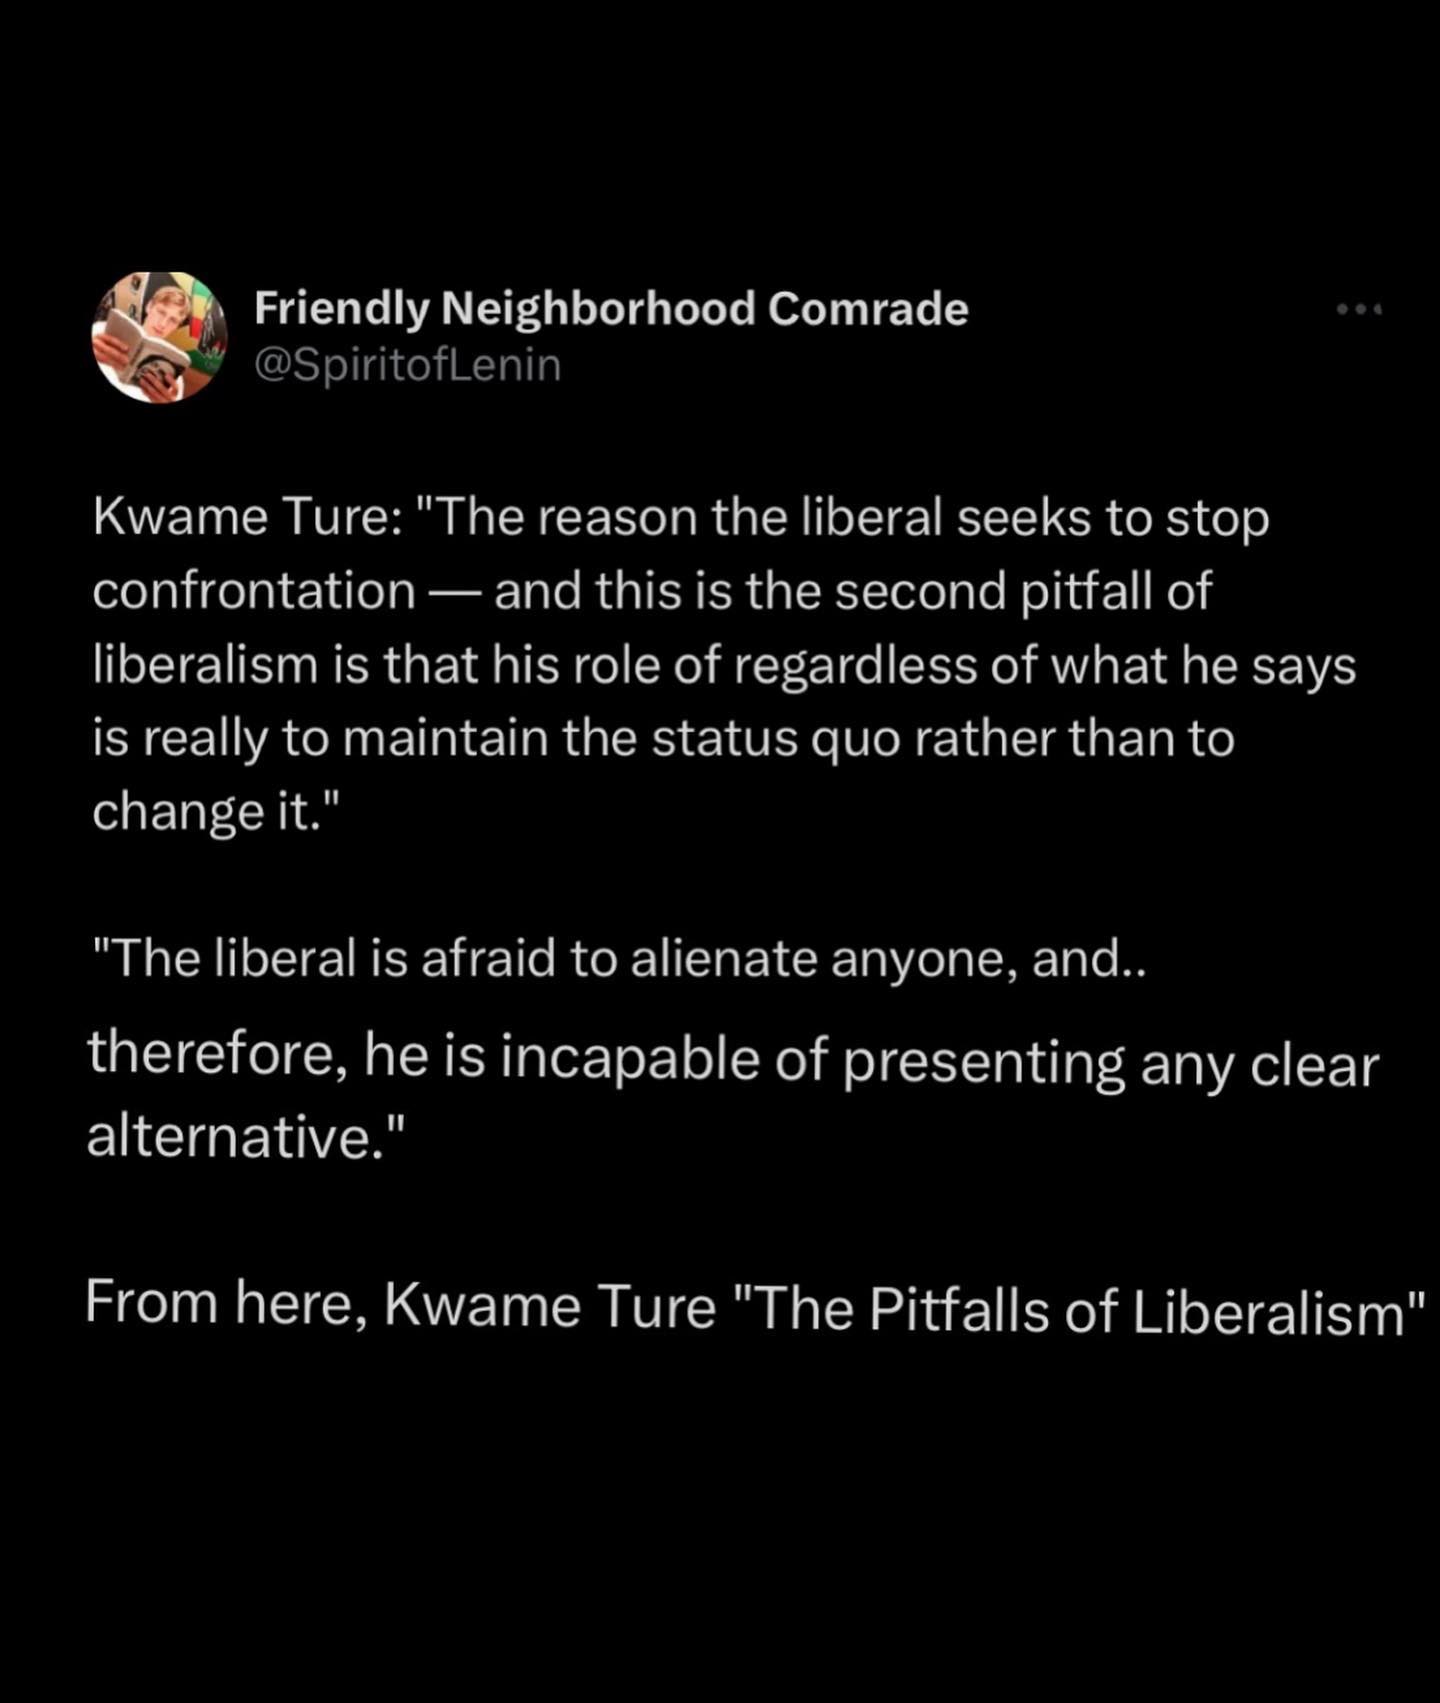 Friendly Neighborhood Comrade
@SpiritofLenin
Kwame Ture: "The reason the liberal seeks to stop
confrontation — and this is the second pitfall of
liberalism is that his role of regardless of what he says
is really to maintain the status quo rather than to
change it."
"The liberal is afraid to alienate anyone, and..
therefore, he is incapable of presenting any clear
alternative."
From here, Kwame Ture "The Pitfalls of Liberalism"